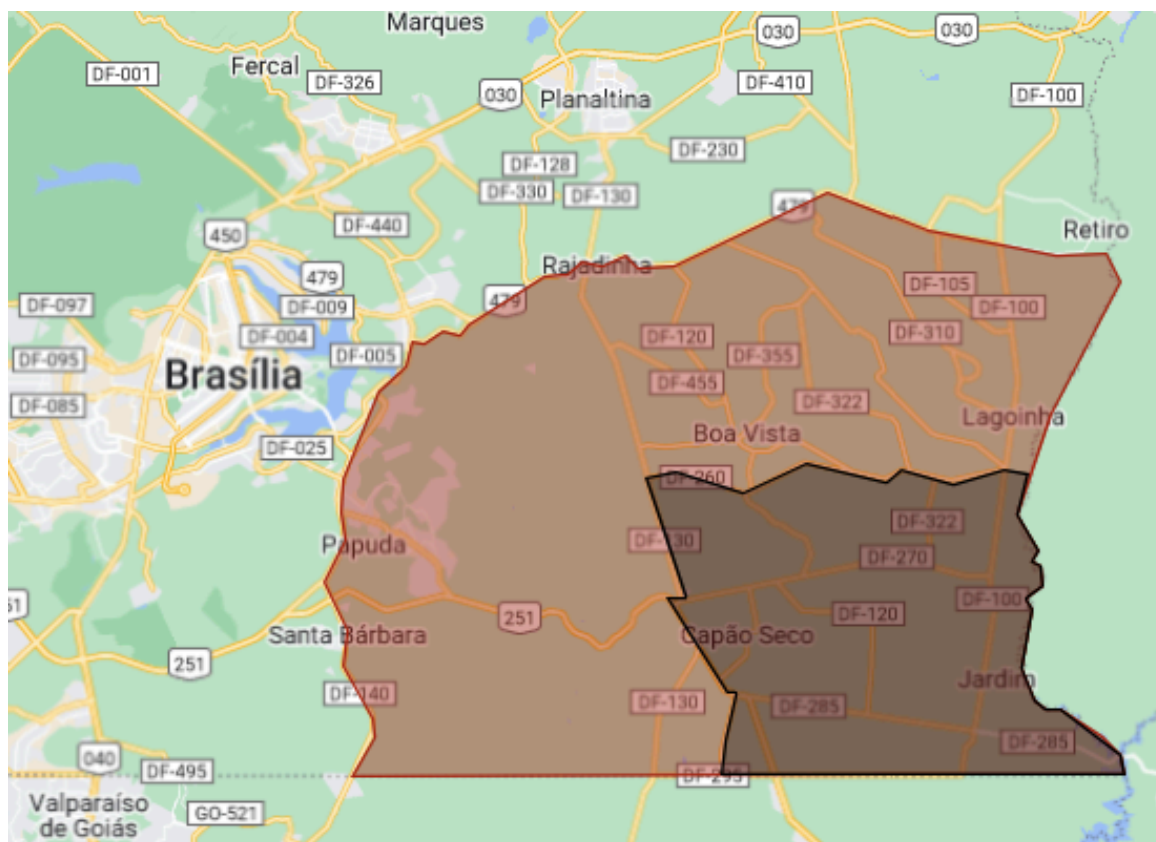 Marques
030
030
Fercal
DF-001
DF-326
DF-410
030
Planaltina
DF-100
DF-230
DF-128
DF-330
DF-130
479
DF-440
Retiro
450
Rajadinha
479
DF-105
DF-097
479
DF-009
DF-100
DF-004
DF-120
DF-310
DF-005
DF-355
DF-095
Brasília
DF-455
DF-085
DF-322
Lagoinha
Boa Vista
DF-025
DF-260
DF-322
Papuda
DF-130
DF-270
DF-100
51
251
DF-120
Santa Bárbara
Capão Seco
251
Jardim
DF-140
DF-130
DF-285
DF-285
040
DF-495
DF-295
Valparaíso
de Goiás
GO-521